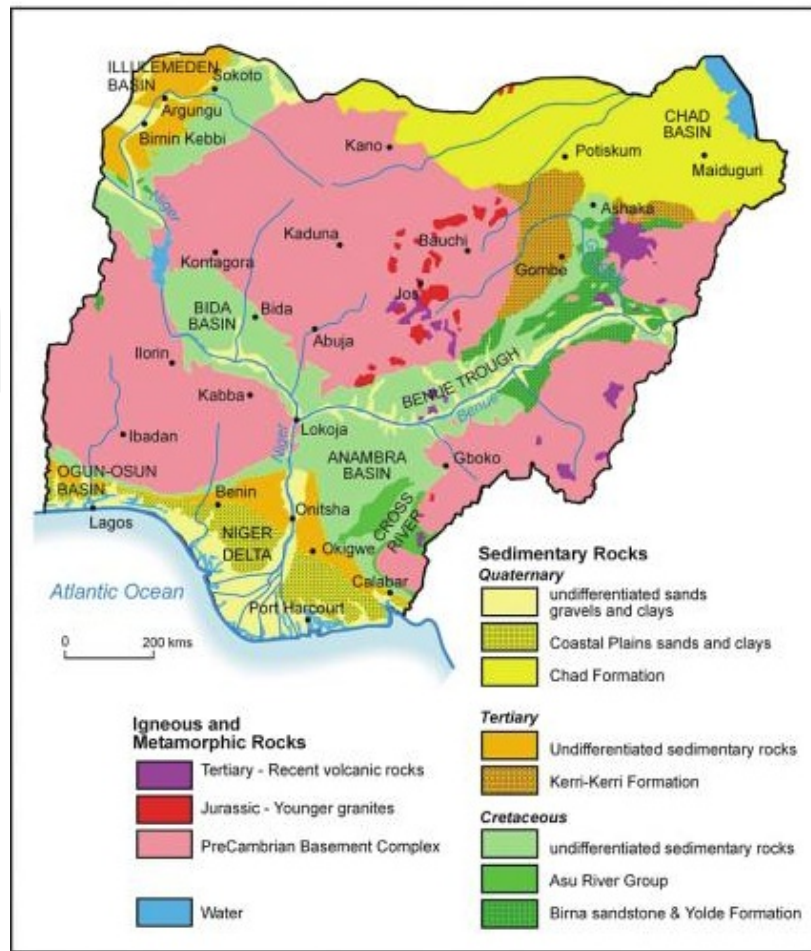 ILLULEMEDEN
BASIN
Sokoto
Argungu
Birnin Kebbi
Niger
Kano
CHAD
BASIN
Potiskum
Maiduguri
Ashaka
Kaduna
Bauchi
Kontagora
Gombe
Jos
BIDA
BASIN
Bida
Abuja
Ilorin
BENUE TROUGH
Kabba
Benue
Lokoja
Ibadan
Niger
ANAMBRA
BASIN
Gboko
OGUN-OSUN
BASIN
Benin
Onitsha
CROSS
RIVER
Lagos
NIGER
DELTA
Okigwe
Calabar
Atlantic Ocean
Port Harcourt
0 200 kms
Sedimentary Rocks
Quaternary
undifferentiated sands
gravels and clays
Coastal Plains sands and clays
Chad Formation
Tertiary
Undifferentiated sedimentary rocks
Kerri-Kerri Formation
Cretaceous
undifferentiated sedimentary rocks
Asu River Group
Birna sandstone & Yolde Formation
Igneous and
Metamorphic Rocks
Tertiary - Recent volcanic rocks
Jurassic - Younger granites
PreCambrian Basement Complex
Water